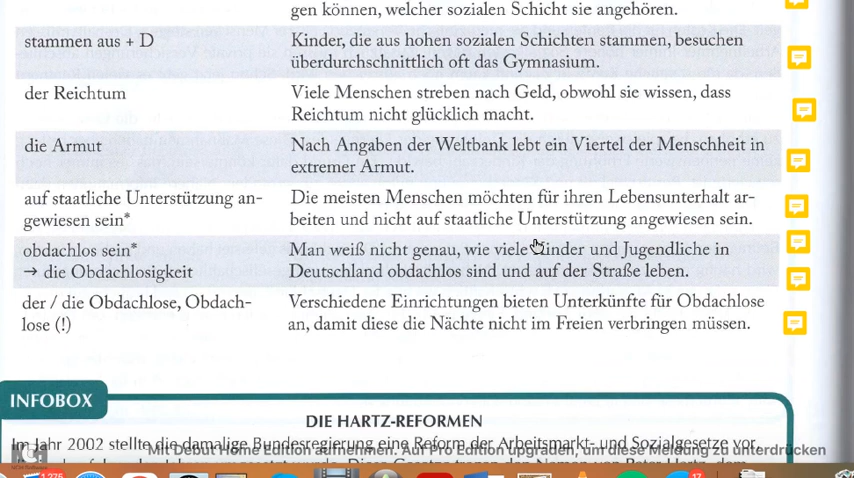 gen können, welcher sozialen Schicht sie angehören.
stammen aus + D
Kinder, die aus hohen sozialen Schichten stammen, besuchen
überdurchschnittlich oft das Gymnasium.
der Reichtum
Viele Menschen streben nach Geld, obwohl sie wissen, dass
Reichtum nicht glücklich macht.
die Armut
Nach Angaben der Weltbank lebt ein Viertel der Menschheit in
extremer Armut.
auf staatliche Unterstützung an-
gewiesen sein*
Die meisten Menschen möchten für ihren Lebensunterhalt ar-
beiten und nicht auf staatliche Unterstützung angewiesen sein.
obdachlos sein*
→ die Obdachlosigkeit
Man weiß nicht genau, wie viele Kinder und Jugendliche in
Deutschland obdachlos sind und auf der Straße leben.
der / die Obdachlose, Obdach-
lose (!)
Verschiedene Einrichtungen bieten Unterkünfte für Obdachlose
an, damit diese die Nächte nicht im Freien verbringen müssen.
INFOBOX
DIE HARTZ-REFORMEN
Im Jahr 2002 stellte die damalige Bundesregierung eine Reform der Arbeitsmarkt- und Sozialgesetze vor.
Mit Debut Home Edition aufnehmen. Auf Pro Edition upgraden, um diese Meldung zu unterdrücken
NCH Software
17